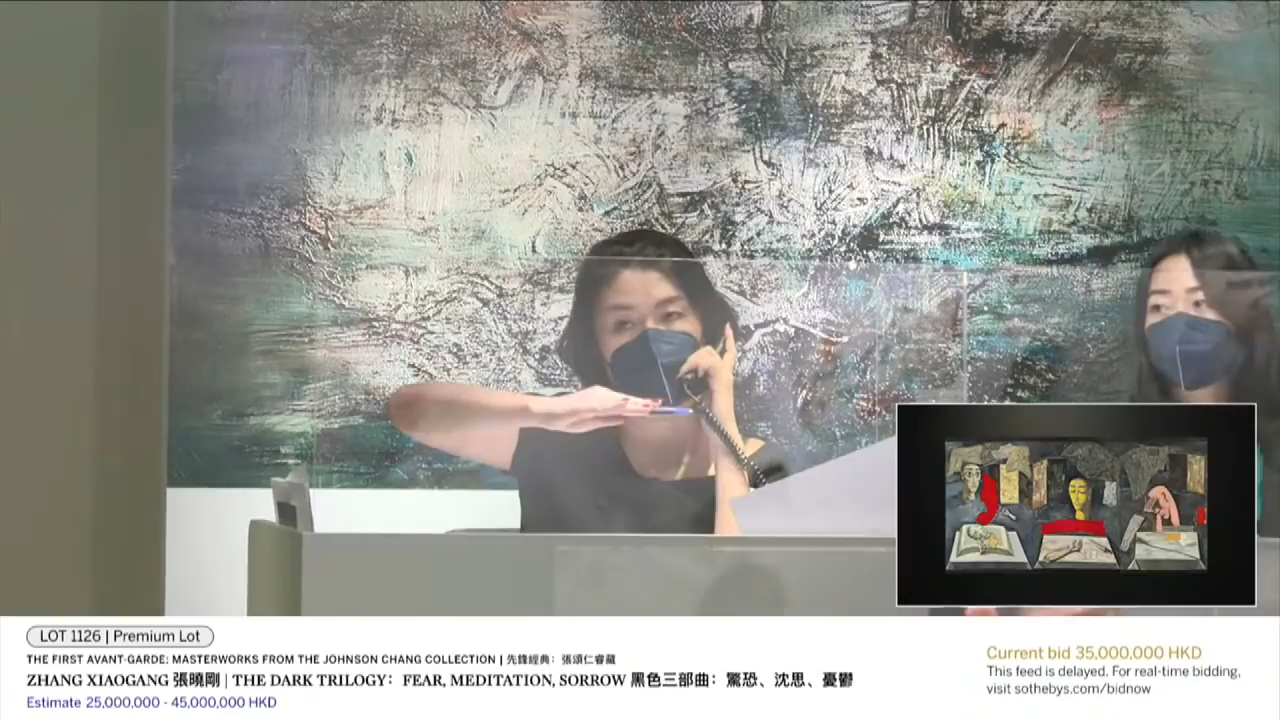 LOT 1126 | Premium Lot
THE FIRST AVANT-GARDE: MASTERWORKS FROM THE JOHNSON CHANG COLLECTION | 先鋒經典：張頌仁睿藏
ZHANG XIAOGANG 張曉剛 | THE DARK TRILOGY： FEAR, MEDITATION, SORROW 黑色三部曲：驚恐、沈思、憂鬱
Estimate 25,000,000 - 45,000,000 HKD
Current bid 35,000,000 HKD
This feed is delayed. For real-time bidding,
visit sothebys.com/bidnow